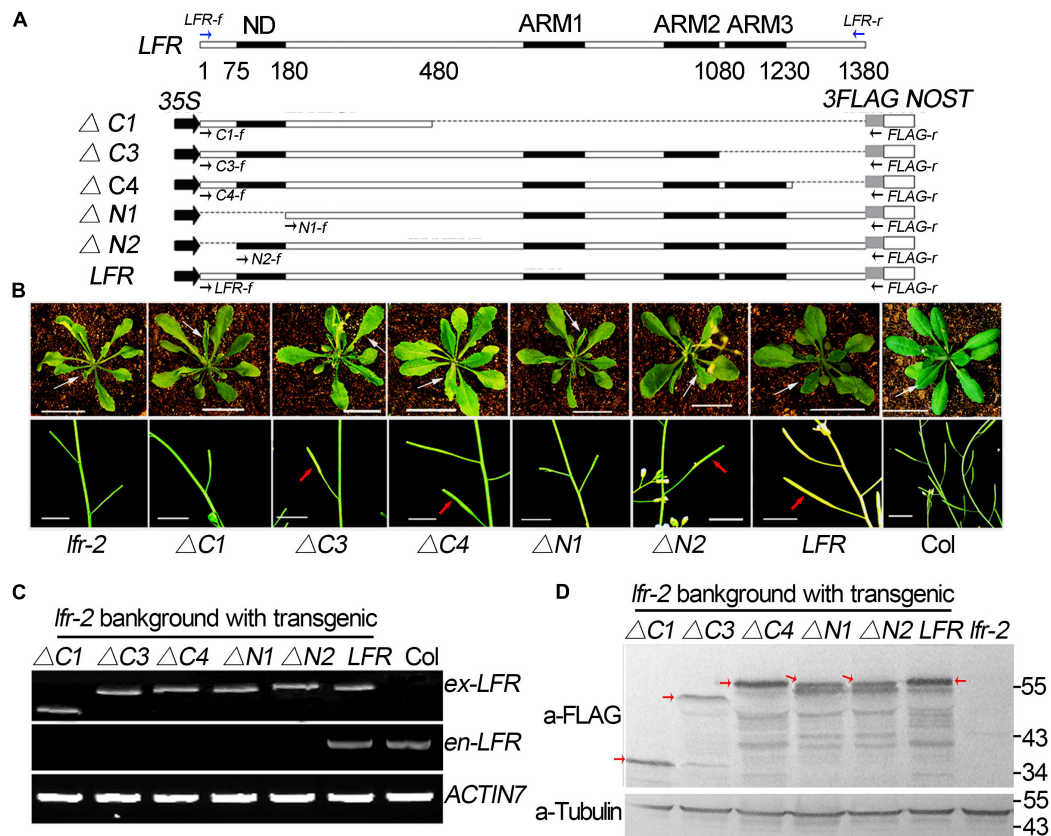 A
LFR-f
ND
ARM1
ARM2
ARM3
LFR-r
LFR
1 75 180 480 1080 1230 1380
35S
3FLAG NOST
△ C1
C1-f
FLAG-r
△ C3
C3-f
FLAG-r
△ C4
C4-f
FLAG-r
△ N1
N1-f
FLAG-r
△ N2
N2-f
FLAG-r
LFR
LFR-f
FLAG-r
B
lfr-2 △C1 △C3 △C4 △N1 △N2 LFR Col
C
lfr-2 bankground with transgenic
△C1 △C3 △C4 △N1 △N2 LFR Col
ex-LFR
en-LFR
ACTIN7
D
lfr-2 bankground with transgenic
△C1 △C3 △C4 △N1 △N2 LFR lfr-2
a-FLAG
-55
-43
-34
a-Tubulin
-55
-43